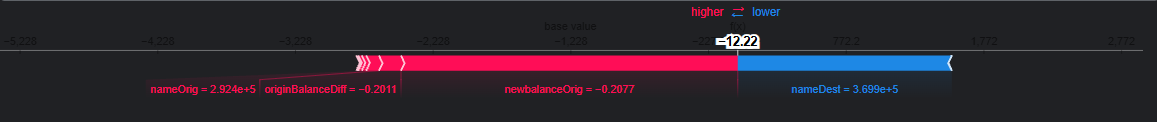 higher ⇄ lower
base value f(x)
−5,228 −4,228 −3,228 −2,228 −1,228 −227 −12.22 772.2 1,772 2,772
nameOrig = 2.924e+5 originBalanceDiff = −0.2011 newbalanceOrig = −0.2077 nameDest = 3.699e+5